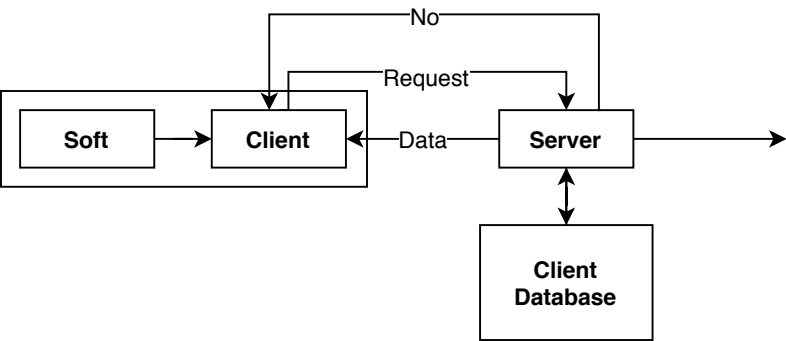 No
Request
Soft
Client
Data
Server
Client
Database